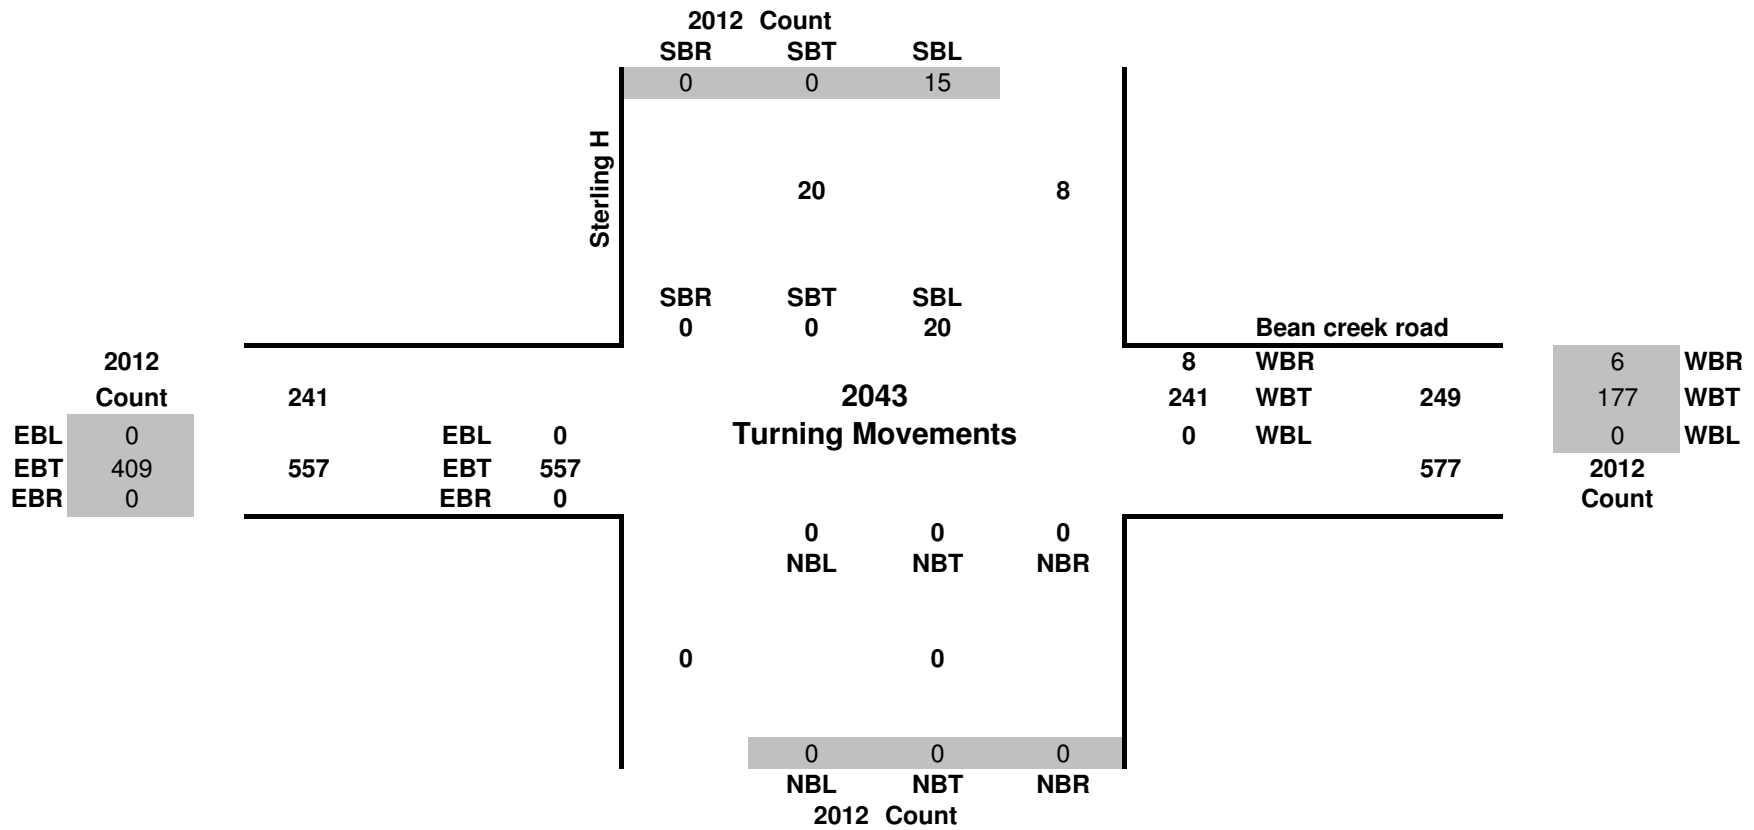 2012 Count
SBR SBT SBL
0 0 15
Sterling H
20 8
SBR SBT SBL
0 0 20
Bean creek road
2012 8 WBR 6 WBR
Count 241 2043 241 WBT 249 177 WBT
EBL 0 EBL 0 Turning Movements 0 WBL 0 WBL
EBT 409 557 EBT 557 577 2012
EBR 0 EBR 0 Count
0 0 0
NBL NBT NBR
0 0
0 0 0
NBL NBT NBR
2012 Count